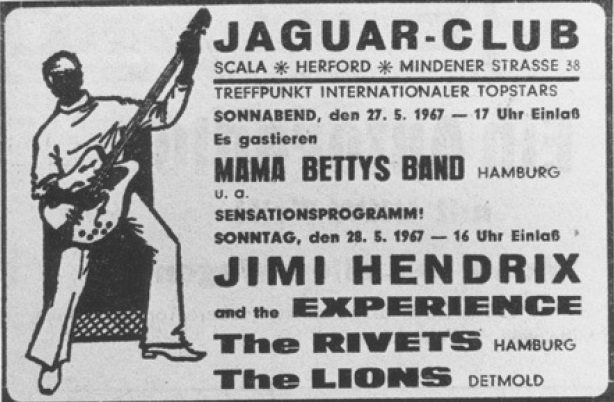 JAGUAR-CLUB
SCALA ✳ HERFORD ✳ MINDENER STRASSE 38
TREFFPUNKT INTERNATIONALER TOPSTARS
SONNABEND, den 27. 5. 1967 — 17 Uhr Einlaß
Es gastieren
MAMA BETTYS BAND HAMBURG
u. a.
SENSATIONSPROGRAMM!
SONNTAG, den 28. 5. 1967 — 16 Uhr Einlaß
JIMI HENDRIX
and the EXPERIENCE
The RIVETS HAMBURG
The LIONS DETMOLD